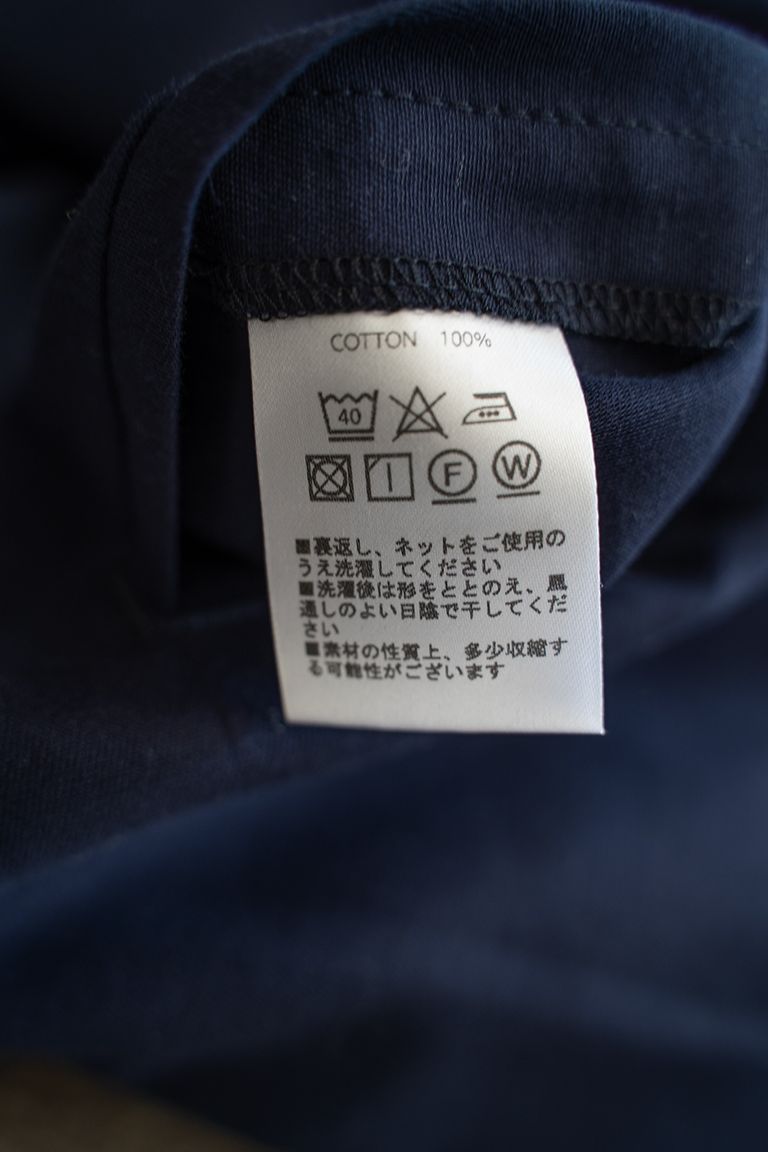 COTTON 100%
40
F W
■裏返し、ネットをご使用の
うえ洗濯してください
■洗濯後は形をととのえ、風
通しのよい日陰で干してくだ
さい
■素材の性質上、多少収縮す
る可能性がございます